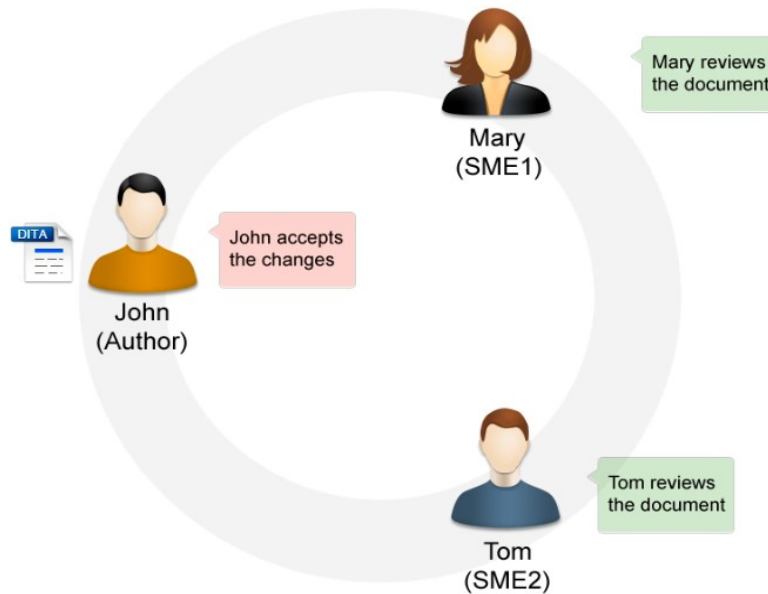 Mary reviews
the document
Mary
(SME1)
DITA
John accepts
the changes
John
(Author)
Tom reviews
the document
Tom
(SME2)